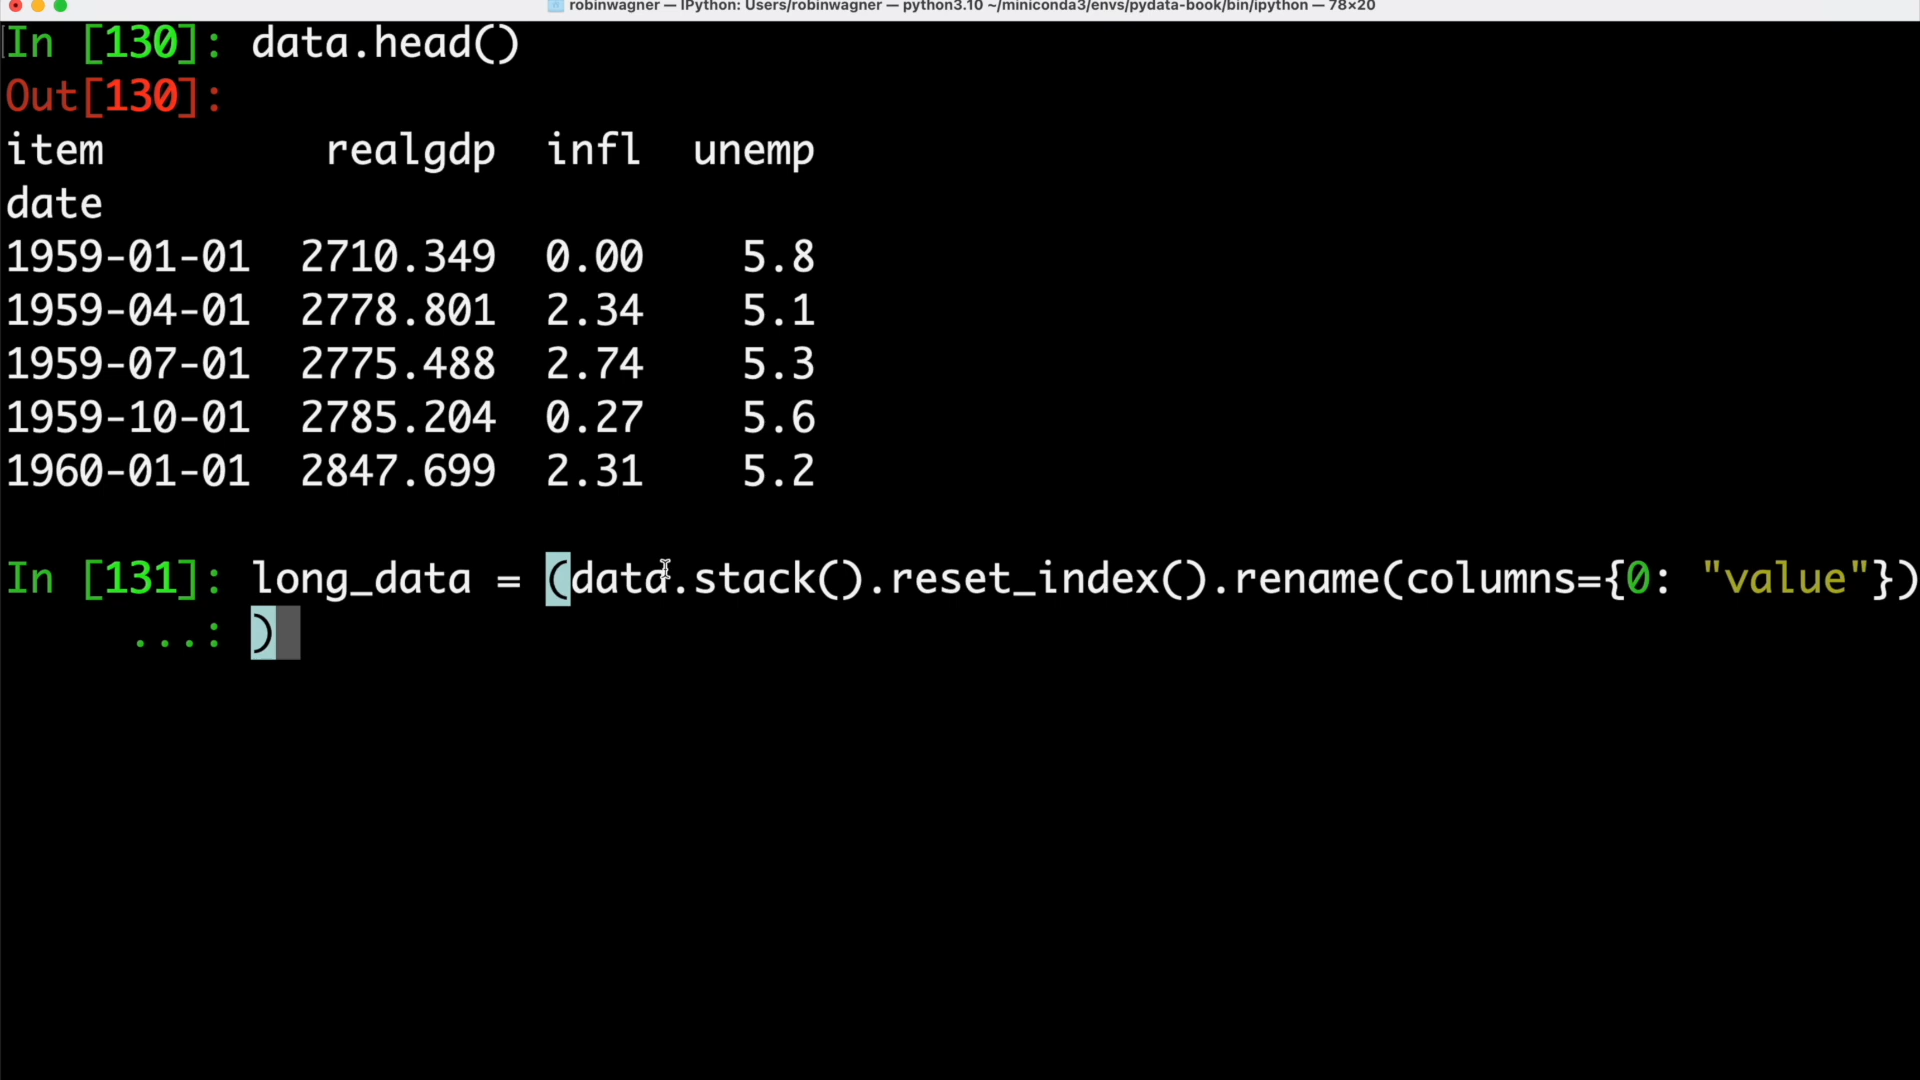 robinwagner — IPython: Users/robinwagner — python3.10 ~/miniconda3/envs/pydata-book/bin/ipython — 78×20
In [130]: data.head()
Out[130]:
item         realgdp  infl  unemp
date
1959-01-01  2710.349  0.00    5.8
1959-04-01  2778.801  2.34    5.1
1959-07-01  2775.488  2.74    5.3
1959-10-01  2785.204  0.27    5.6
1960-01-01  2847.699  2.31    5.2
In [131]: long_data = (data.stack().reset_index().rename(columns={0: "value"})
...: )